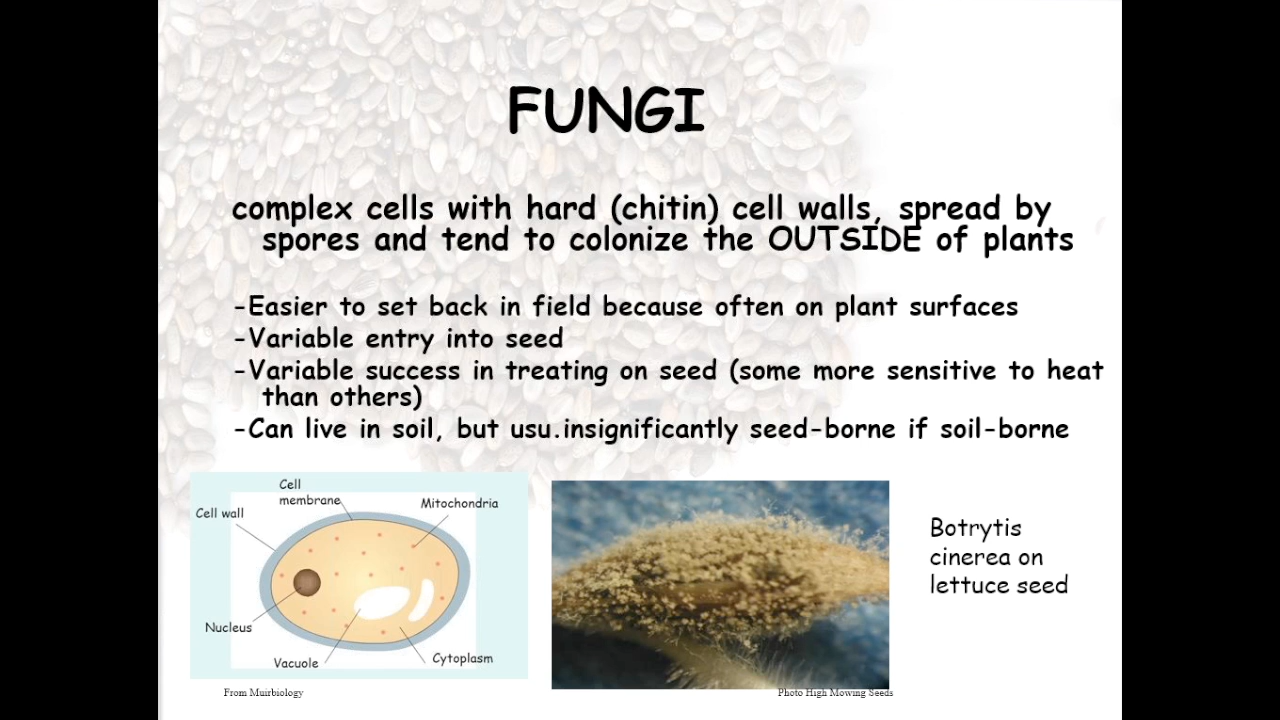 FUNGI
complex cells with hard (chitin) cell walls, spread by
spores and tend to colonize the OUTSIDE of plants
-Easier to set back in field because often on plant surfaces
-Variable entry into seed
-Variable success in treating on seed (some more sensitive to heat
than others)
-Can live in soil, but usu.insignificantly seed-borne if soil-borne
Cell
membrane
Mitochondria
Cell wall
Nucleus
Vacuole
Cytoplasm
From Muirbiology
Botrytis
cinerea on
lettuce seed
Photo High Mowing Seeds